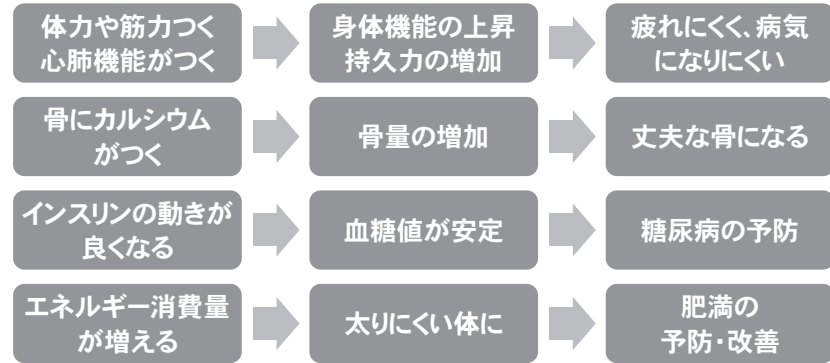 体力や筋力つく
心肺機能がつく
身体機能の上昇
持久力の増加
疲れにくく、病気
になりにくい
骨にカルシウム
がつく
骨量の増加
丈夫な骨になる
インスリンの動きが
良くなる
血糖値が安定
糖尿病の予防
エネルギー消費量
が増える
太りにくい体に
肥満の
予防・改善